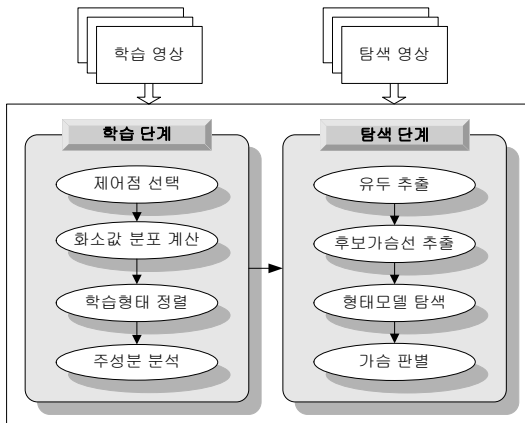 학습 영상
탐색 영상
학습 단계
제어점 선택
화소값 분포 계산
학습형태 정렬
주성분 분석
탐색 단계
유두 추출
후보가슴선 추출
형태모델 탐색
가슴 판별